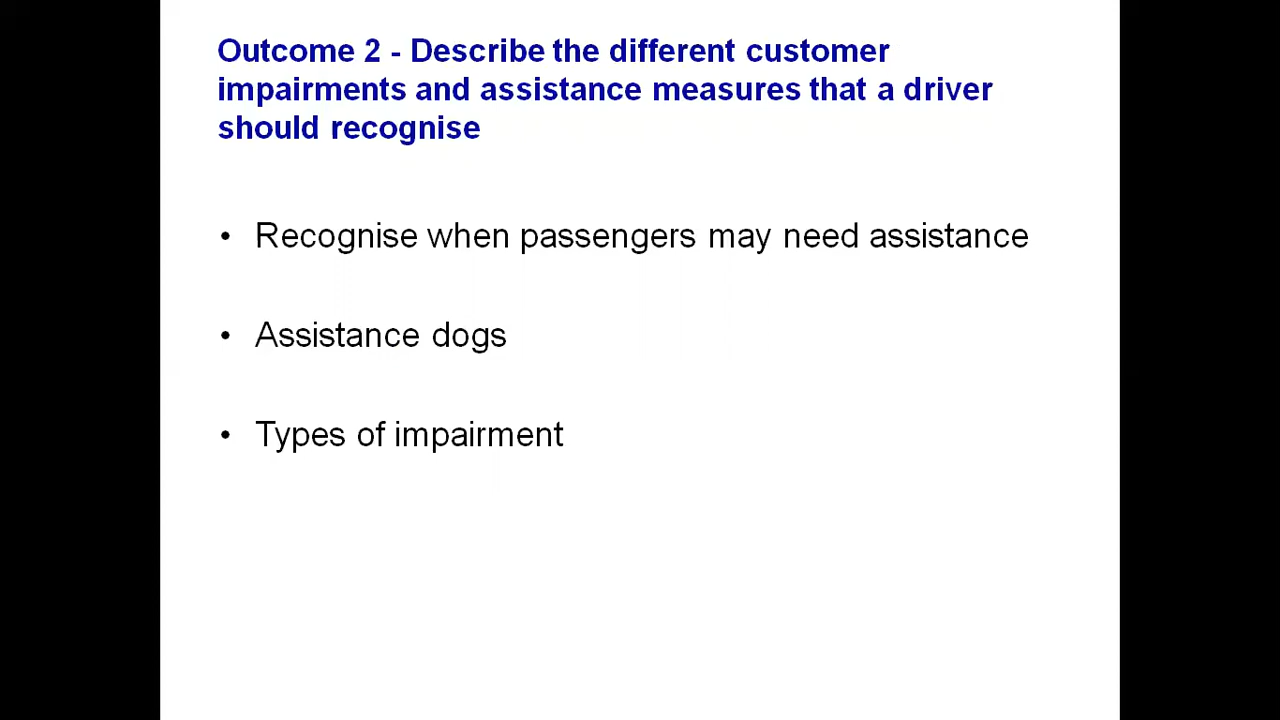 Outcome 2 - Describe the different customer
impairments and assistance measures that a driver
should recognise
• Recognise when passengers may need assistance
• Assistance dogs
• Types of impairment